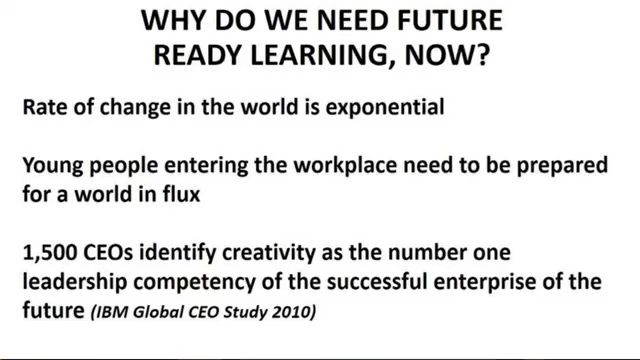 WHY DO WE NEED FUTURE
READY LEARNING, NOW?
Rate of change in the world is exponential
Young people entering the workplace need to be prepared
for a world in flux
1,500 CEOs identify creativity as the number one
leadership competency of the successful enterprise of the
future (IBM Global CEO Study 2010)